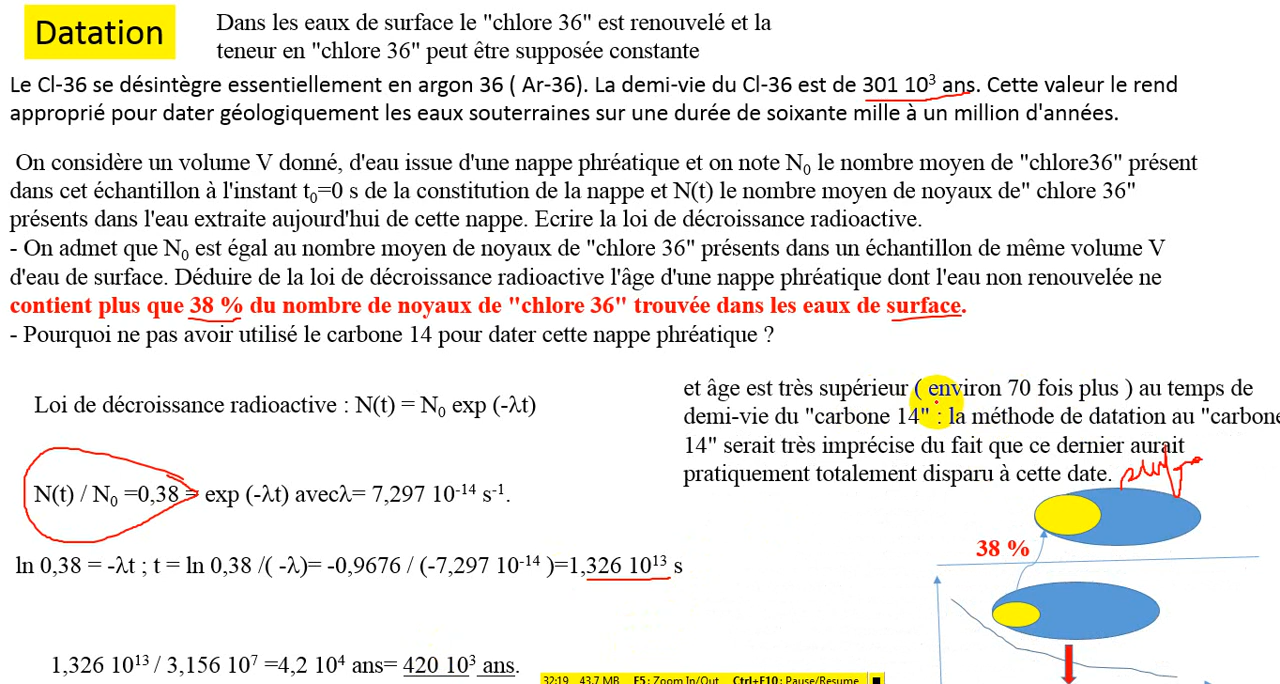 Datation
Dans les eaux de surface le "chlore 36" est renouvelé et la
teneur en "chlore 36" peut être supposée constante
Le Cl-36 se désintègre essentiellement en argon 36 ( Ar-36). La demi-vie du Cl-36 est de 301 10³ ans. Cette valeur le rend
approprié pour dater géologiquement les eaux souterraines sur une durée de soixante mille à un million d'années.
On considère un volume V donné, d'eau issue d'une nappe phréatique et on note N₀ le nombre moyen de "chlore36" présent
dans cet échantillon à l'instant t₀=0 s de la constitution de la nappe et N(t) le nombre moyen de noyaux de" chlore 36"
présents dans l'eau extraite aujourd'hui de cette nappe. Ecrire la loi de décroissance radioactive.
- On admet que N₀ est égal au nombre moyen de noyaux de "chlore 36" présents dans un échantillon de même volume V
d'eau de surface. Déduire de la loi de décroissance radioactive l'âge d'une nappe phréatique dont l'eau non renouvelée ne
contient plus que 38 % du nombre de noyaux de "chlore 36" trouvée dans les eaux de surface.
- Pourquoi ne pas avoir utilisé le carbone 14 pour dater cette nappe phréatique ?
et âge est très supérieur ( environ 70 fois plus ) au temps de
demi-vie du "carbone 14" : la méthode de datation au "carbone
14" serait très imprécise du fait que ce dernier aurait
pratiquement totalement disparu à cette date.
Loi de décroissance radioactive : N(t) = N₀ exp (-λt)
N(t) / N₀ =0,38 = exp (-λt) avecλ= 7,297 10⁻¹⁴ s⁻¹.
38 %
ln 0,38 = -λt ; t = ln 0,38 /( -λ)= -0,9676 / (-7,297 10⁻¹⁴ )=1,326 10¹³ s
1,326 10¹³ / 3,156 10⁷ =4,2 10⁴ ans= 420 10³ ans.
32:19 43.7 MB F5: Zoom In/Out Ctrl+F10: Pause/Resume